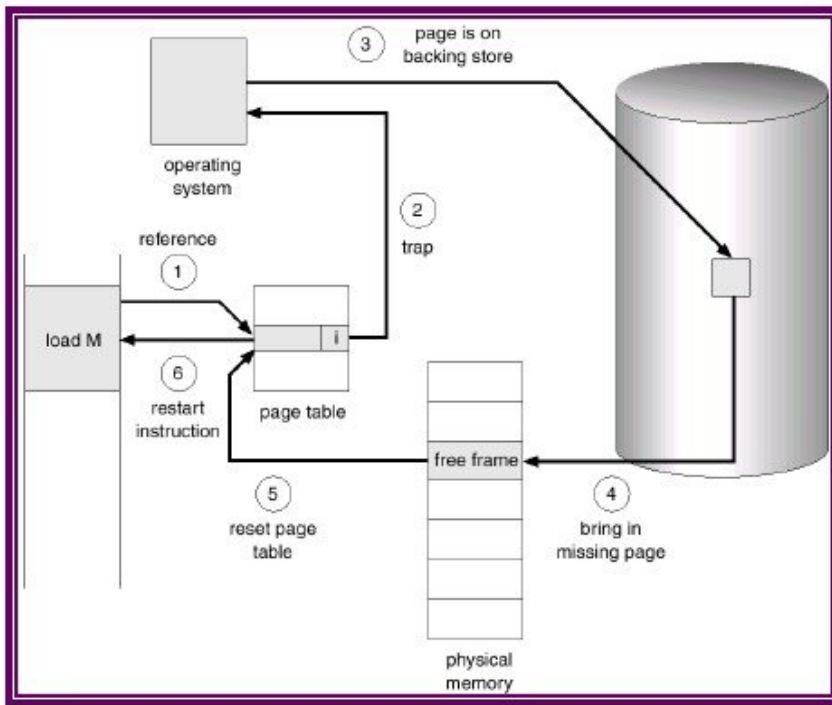 3
page is on
backing store
operating
system
2
trap
reference
1
load M
i
6
restart
instruction
page table
free frame
5
reset page
table
4
bring in
missing page
physical
memory